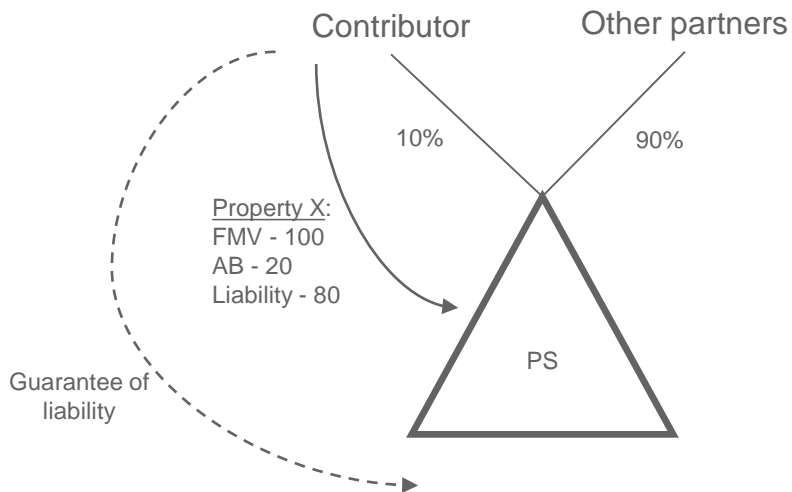 Contributor
Other partners
10%
90%
Property X:
FMV - 100
AB - 20
Liability - 80
PS
Guarantee of
liability